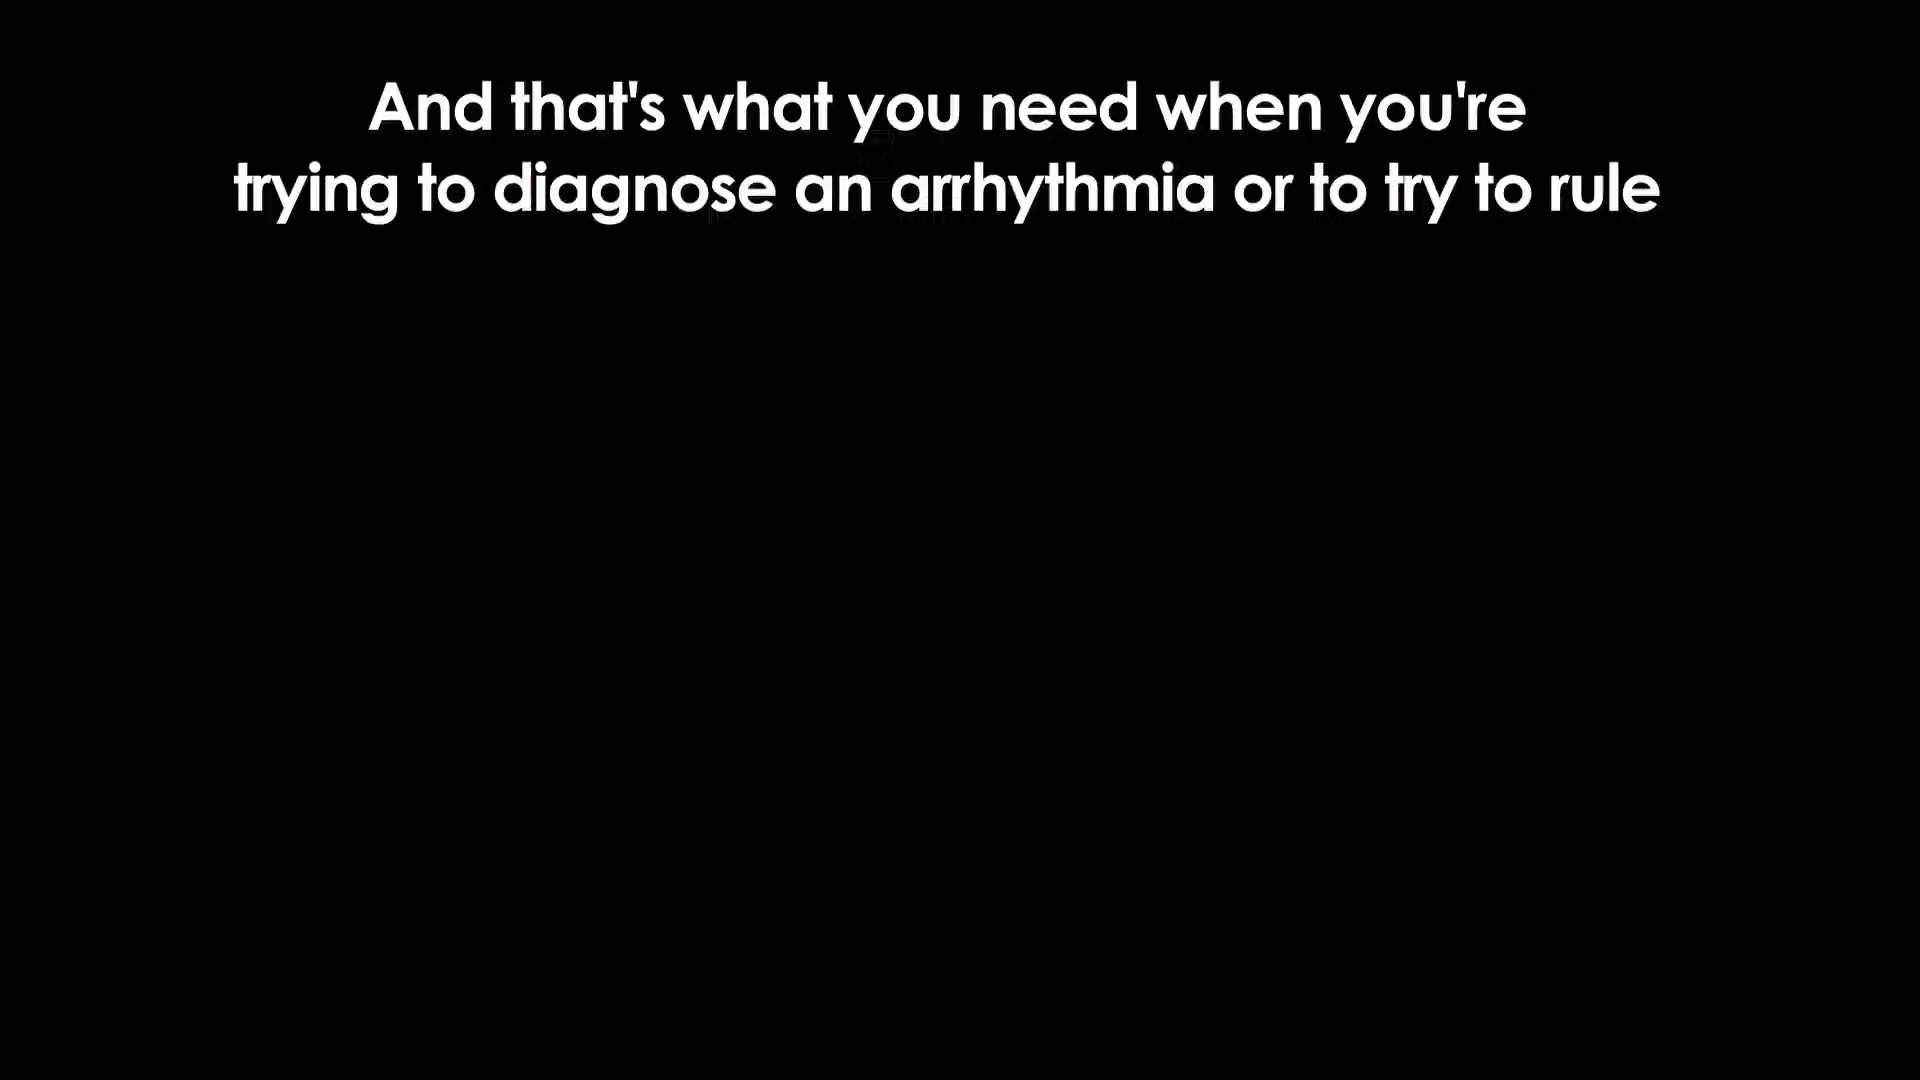 And that's what you need when you're
trying to diagnose an arrhythmia or to try to rule